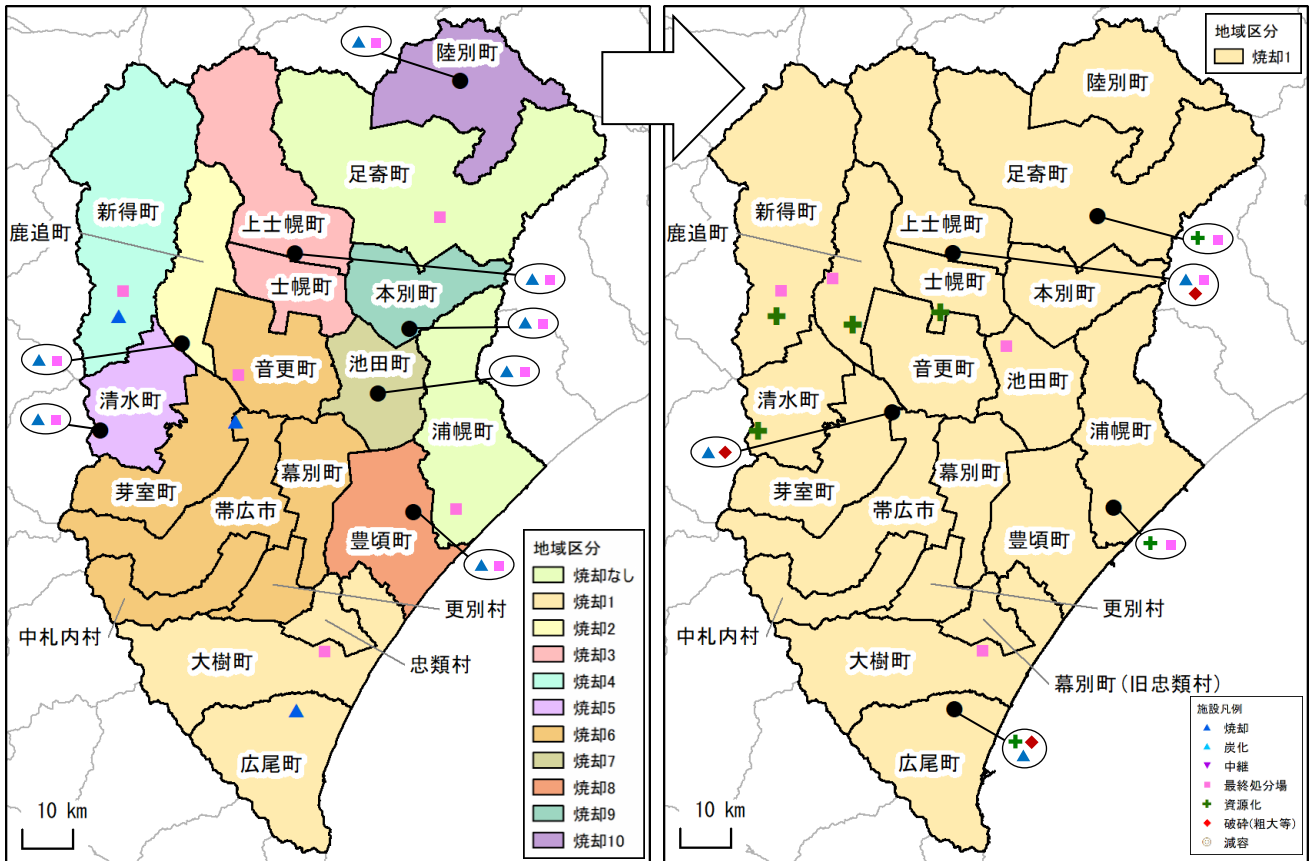 陸別町
足寄町
新得町
鹿追町
上士幌町
士幌町
本別町
音更町
池田町
清水町
浦幌町
幕別町
芽室町
帯広市
豊頃町
更別村
中札内村
忠類村
大樹町
広尾町
10 km
地域区分
焼却なし
焼却1
焼却2
焼却3
焼却4
焼却5
焼却6
焼却7
焼却8
焼却9
焼却10
地域区分
焼却1
陸別町
足寄町
新得町
鹿追町
上士幌町
士幌町
本別町
音更町
池田町
清水町
浦幌町
幕別町
芽室町
帯広市
豊頃町
更別村
中札内村
大樹町
幕別町(旧忠類村)
広尾町
10 km
施設凡例
焼却
炭化
中継
最終処分場
資源化
破砕(粗大等)
減容